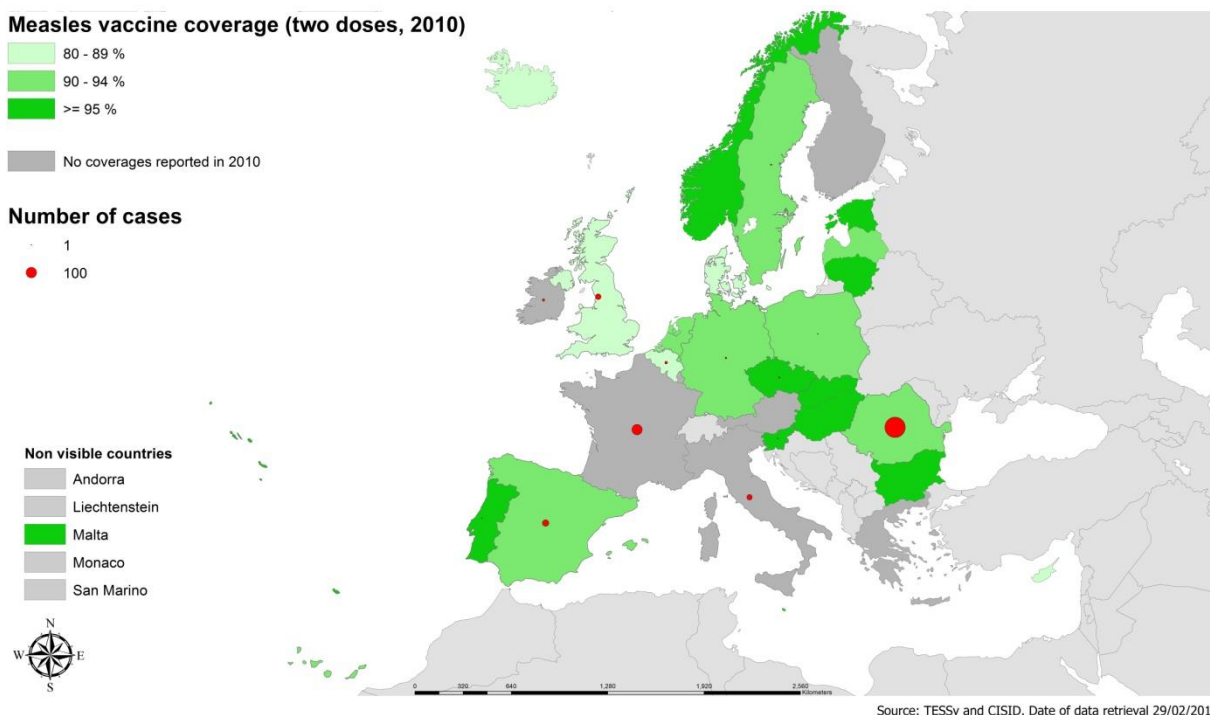 Measles vaccine coverage (two doses, 2010)
80 - 89 %
90 - 94 %
>= 95 %
No coverages reported in 2010
Number of cases
1
100
Non visible countries
Andorra
Liechtenstein
Malta
Monaco
San Marino
N
W E
S
0 320 640 1,280 1,920 2,560
Kilometers
Source: TESSy and CISID. Date of data retrieval 29/02/201